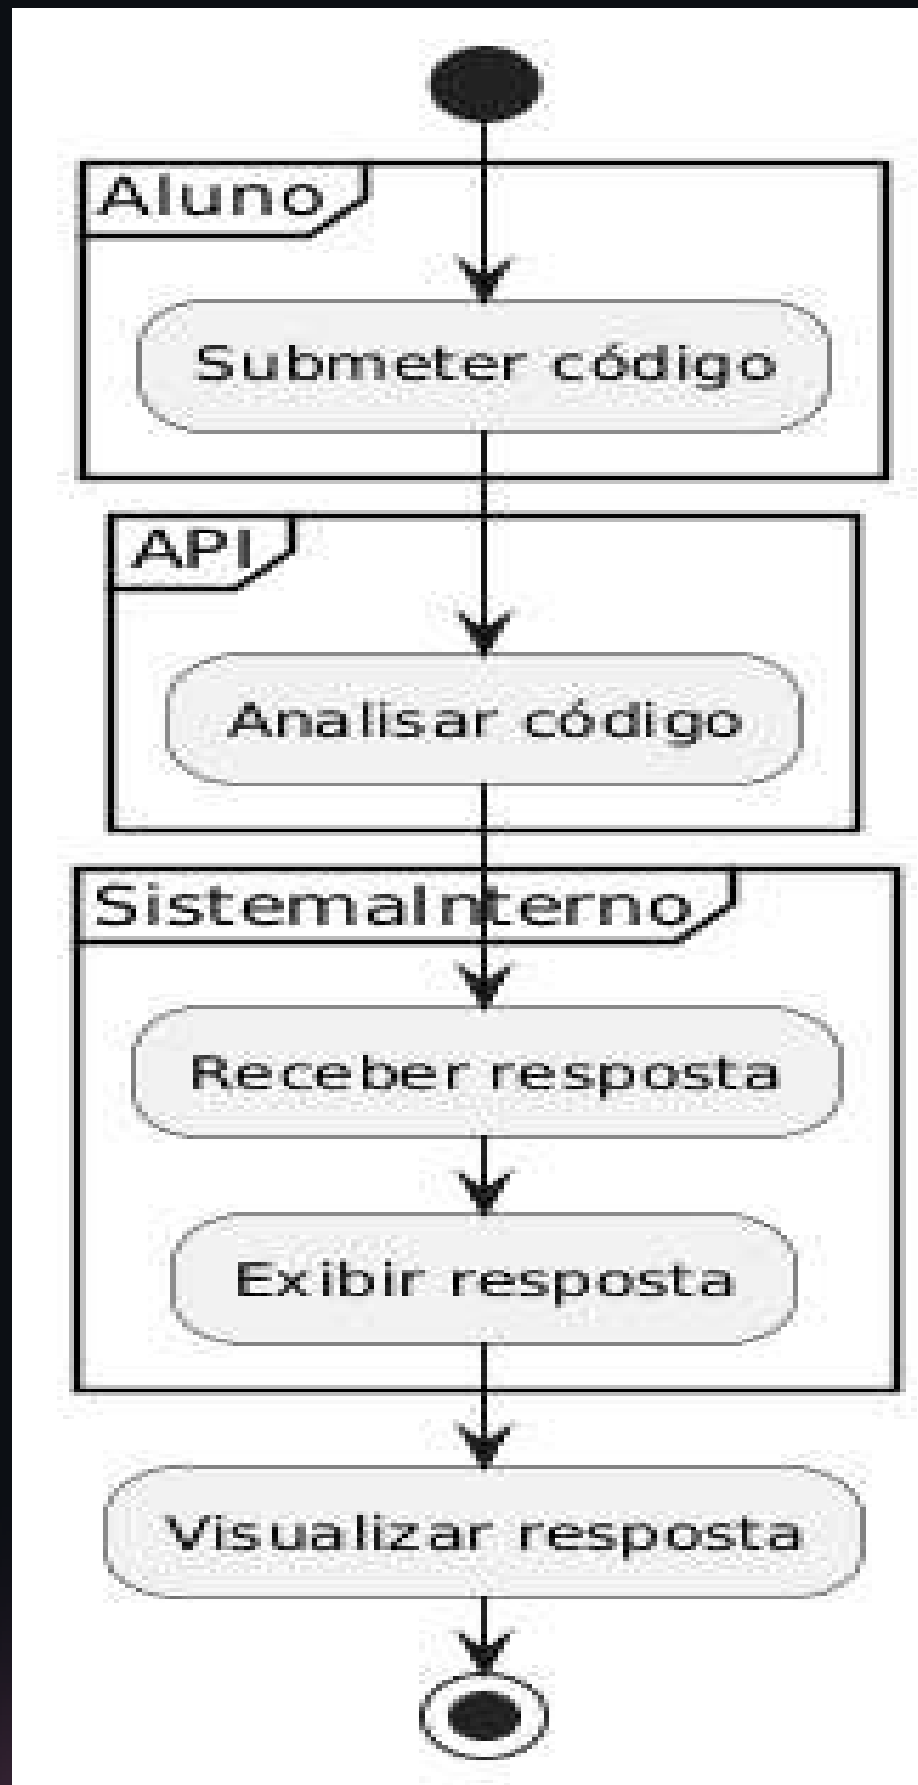 Aluno
Submeter código
API
Analisar código
SistemaInterno
Receber resposta
Exibir resposta
Visualizar resposta